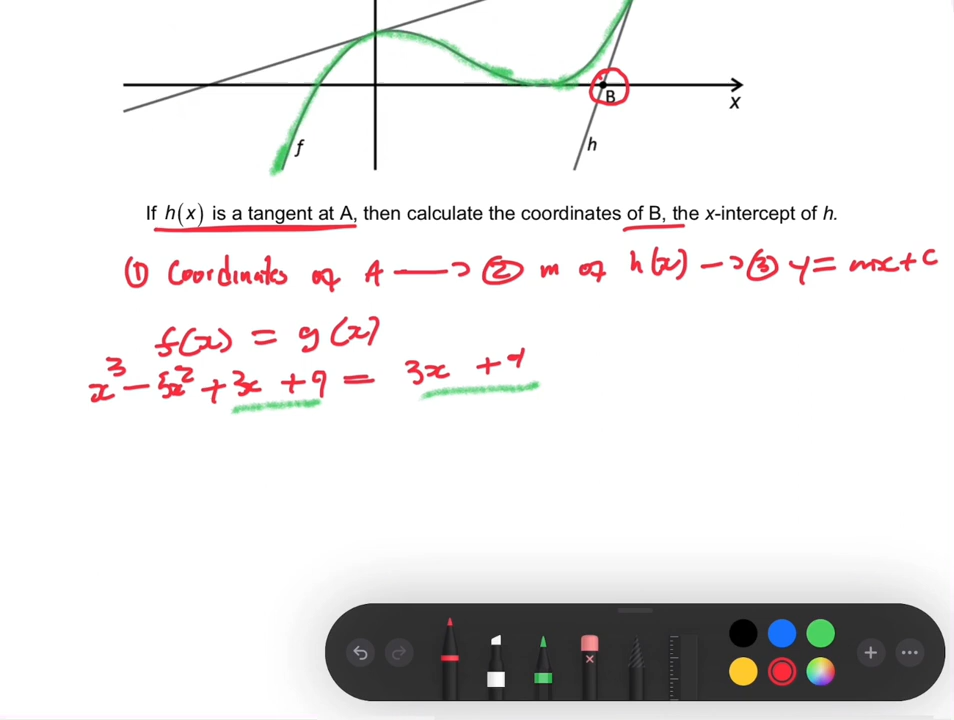 B
x
f
h
If h(x) is a tangent at A, then calculate the coordinates of B, the x-intercept of h.
① Coordinates of A → ② m of h(x) → ③ y = mx + c
f(x) = g(x)
x³ - 5x² + 3x + 9 = 3x + 9